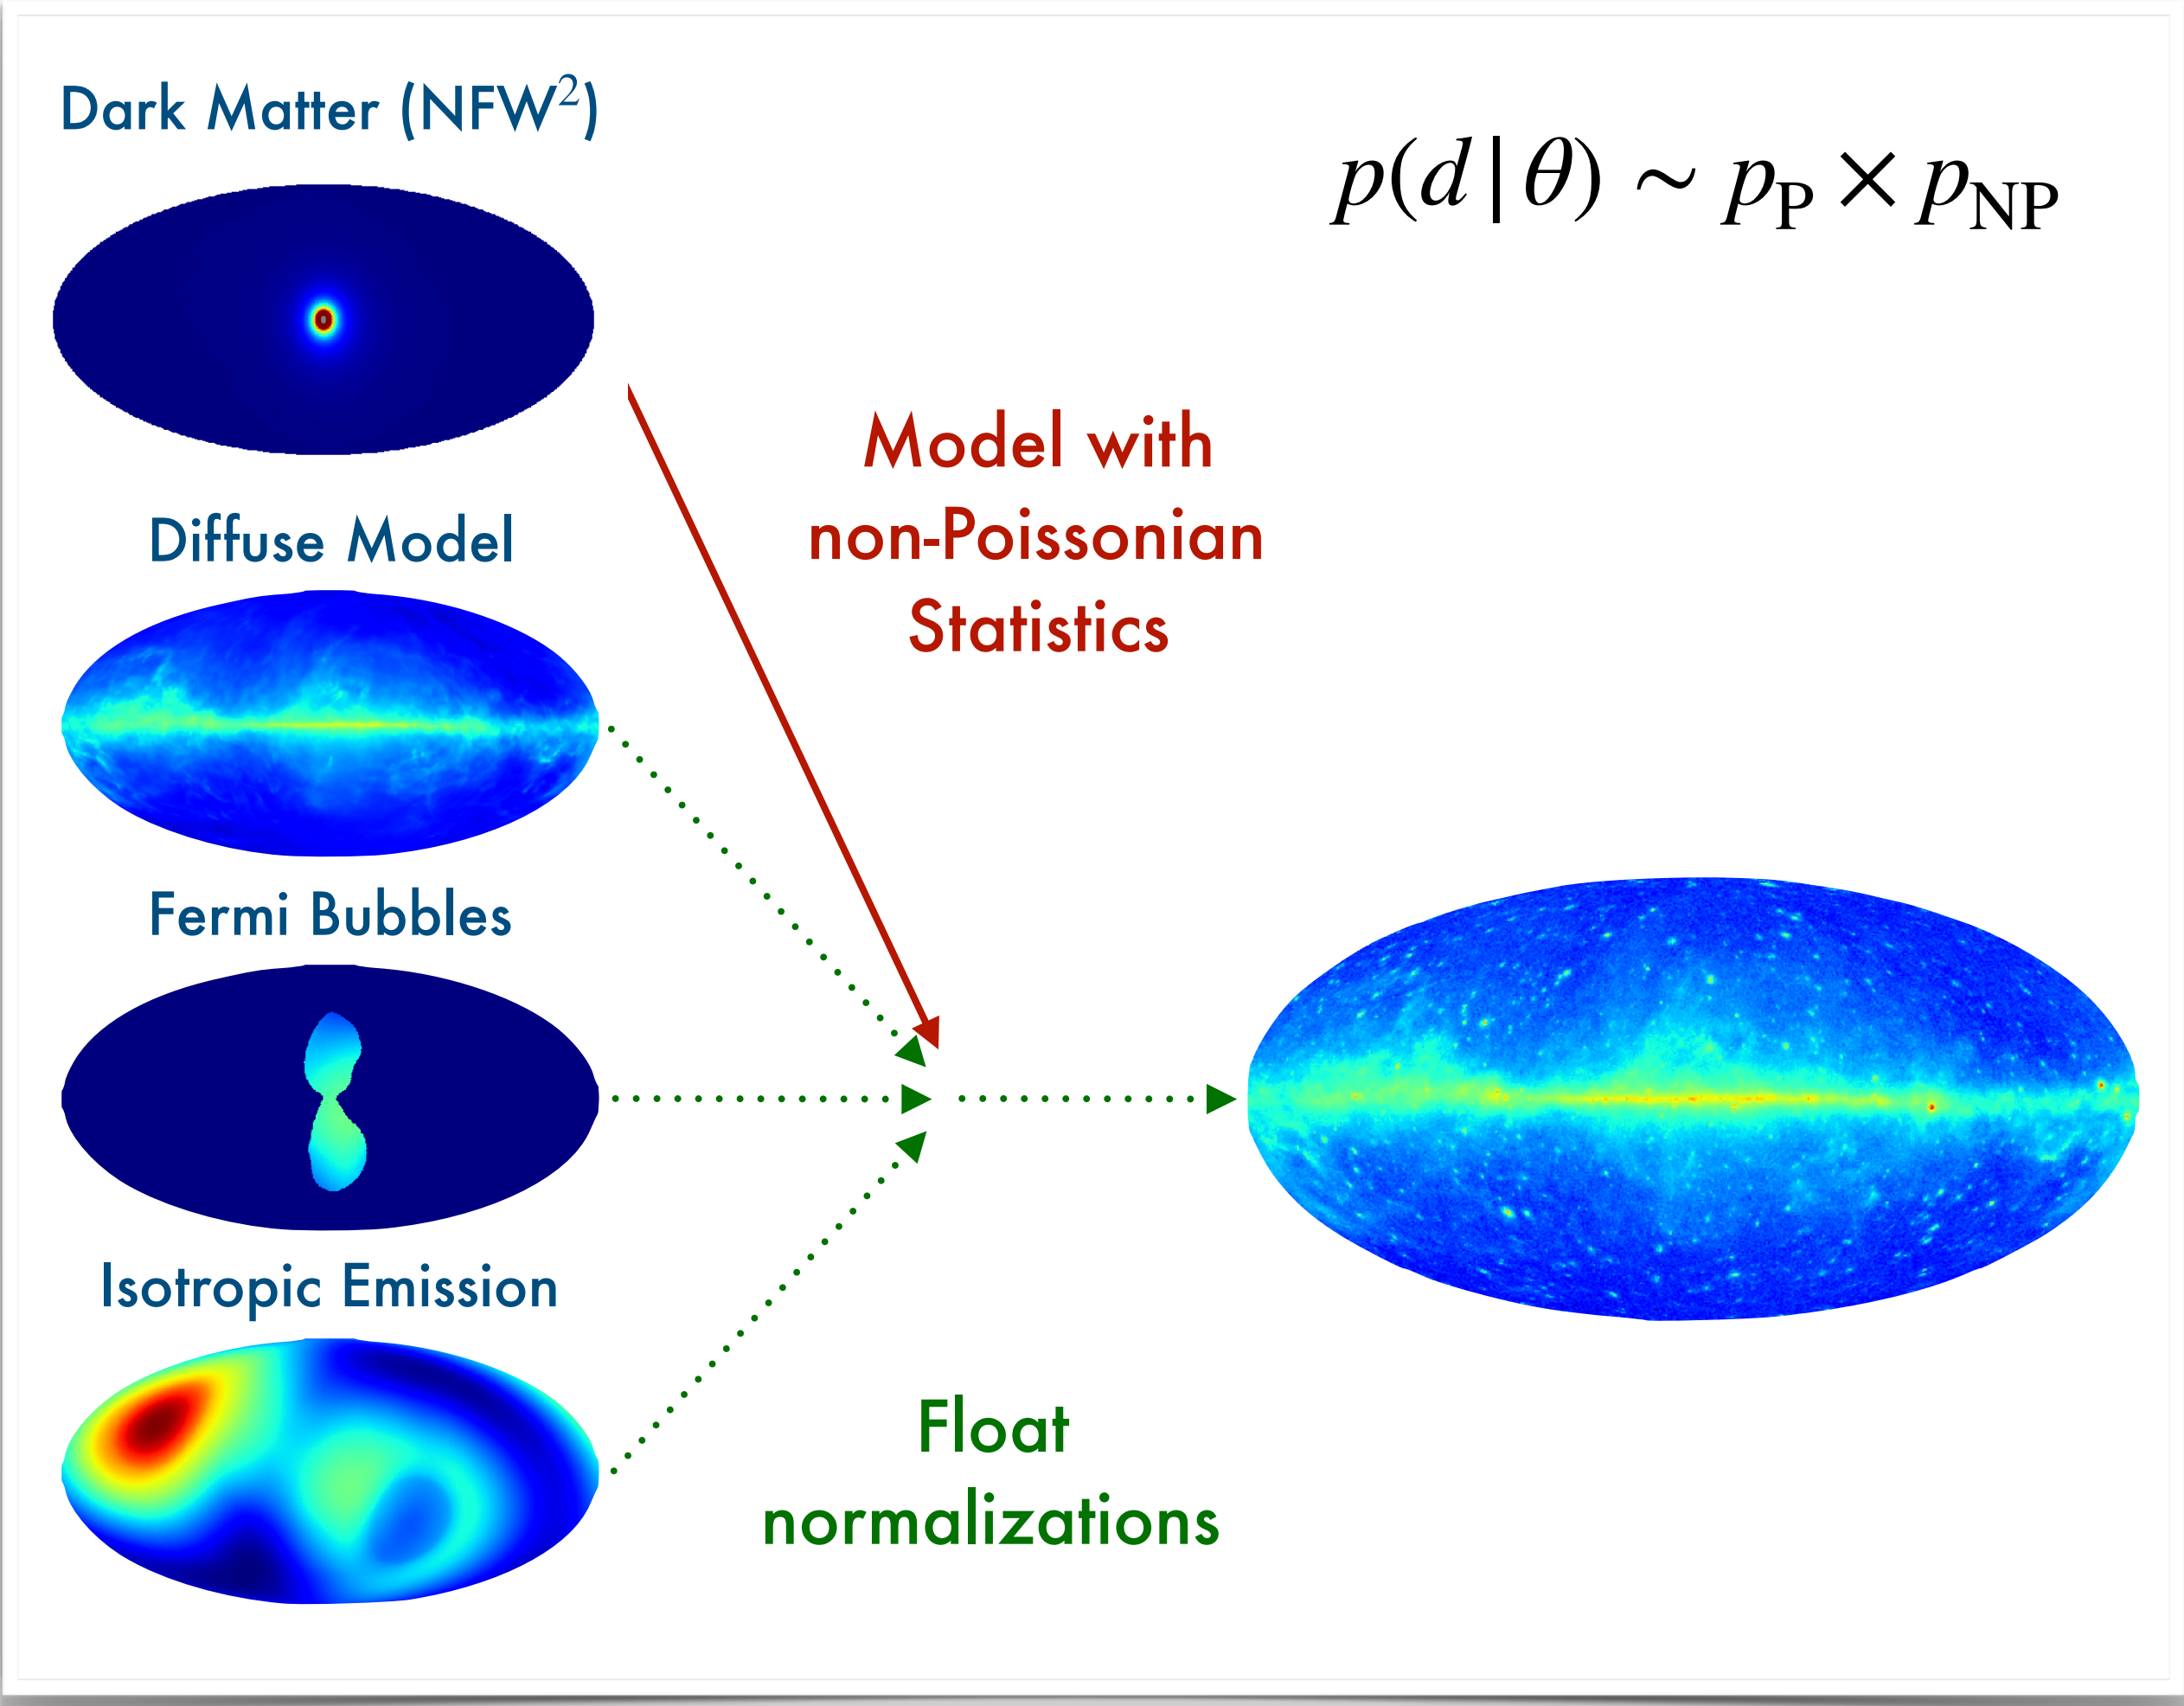 Dark Matter (NFW²)
p(d|θ) ~ p_P × p_NP
Model with
non-Poissonian
Statistics
Diffuse Model
Fermi Bubbles
Isotropic Emission
Float
normalizations